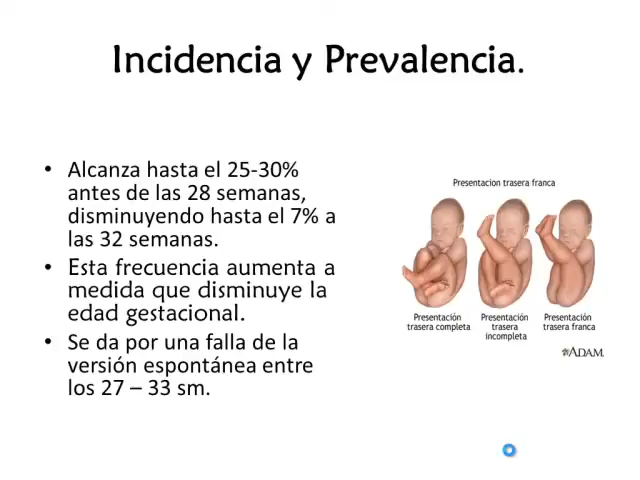 Incidencia y Prevalencia.
• Alcanza hasta el 25-30%
antes de las 28 semanas,
disminuyendo hasta el 7% a
las 32 semanas.
• Esta frecuencia aumenta a
medida que disminuye la
edad gestacional.
• Se da por una falla de la
versión espontánea entre
los 27 – 33 sm.
Presentacion trasera franca
Presentación
trasera completa
Presentación
trasera
incompleta
Presentación
trasera franca
ADAM